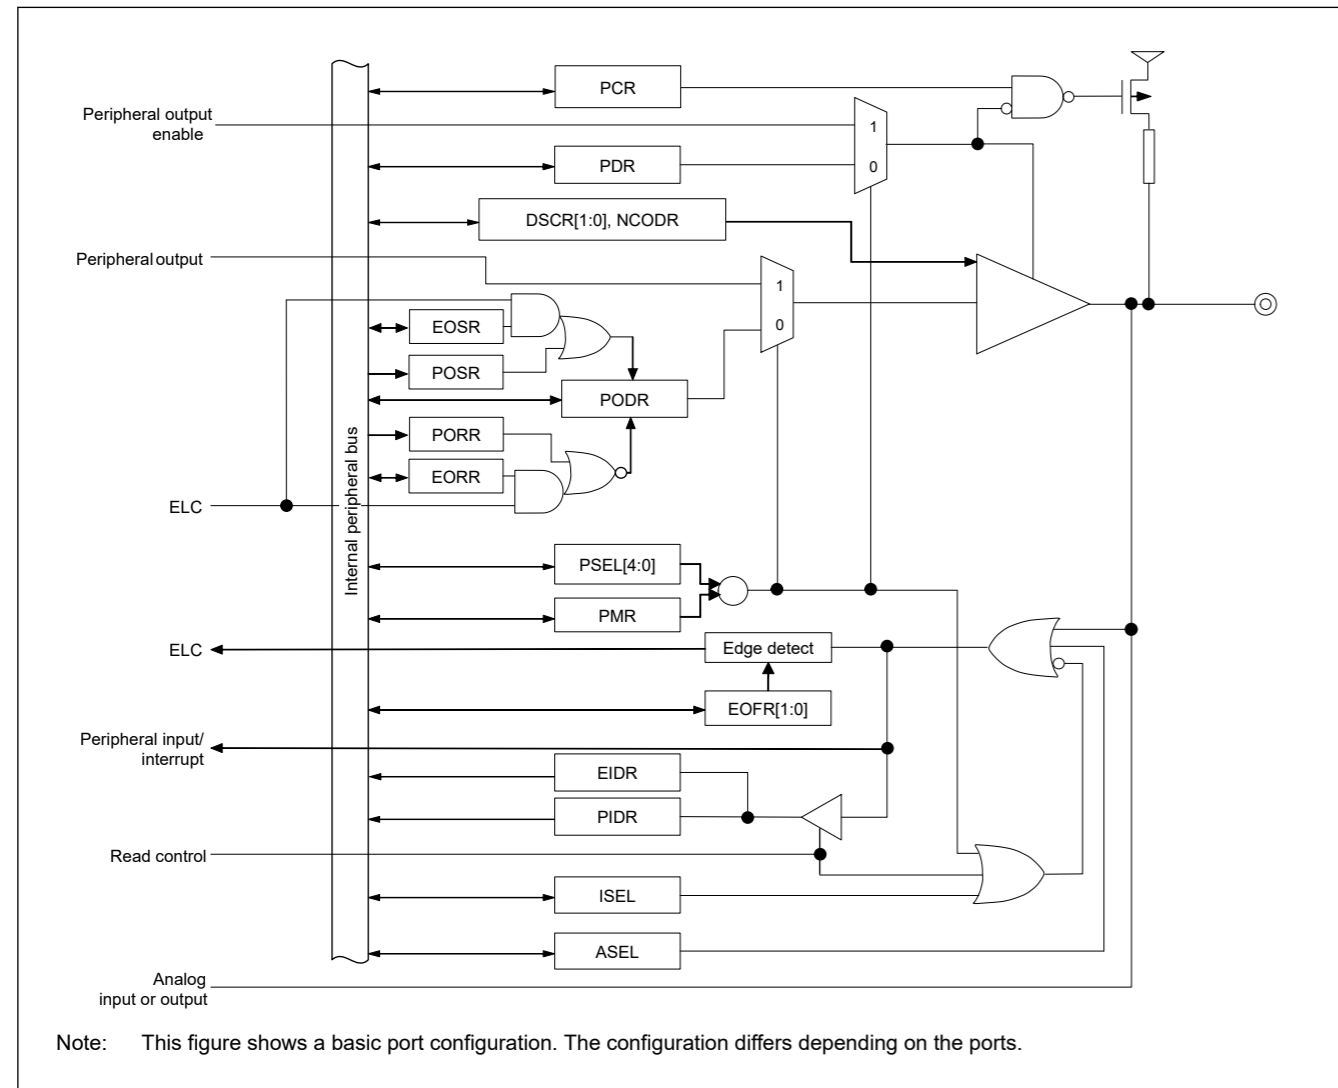 PCR
Peripheral output
enable
1
PDR
0
DSCR[1:0], NCODR
Peripheral output
1
EOSR
0
POSR
PODR
PORR
EORR
ELC
Internal peripheral bus
PSEL[4:0]
PMR
ELC
Edge detect
EOFR[1:0]
Peripheral input/
interrupt
EIDR
PIDR
Read control
ISEL
ASEL
Analog
input or output
Note: This figure shows a basic port configuration. The configuration differs depending on the ports.